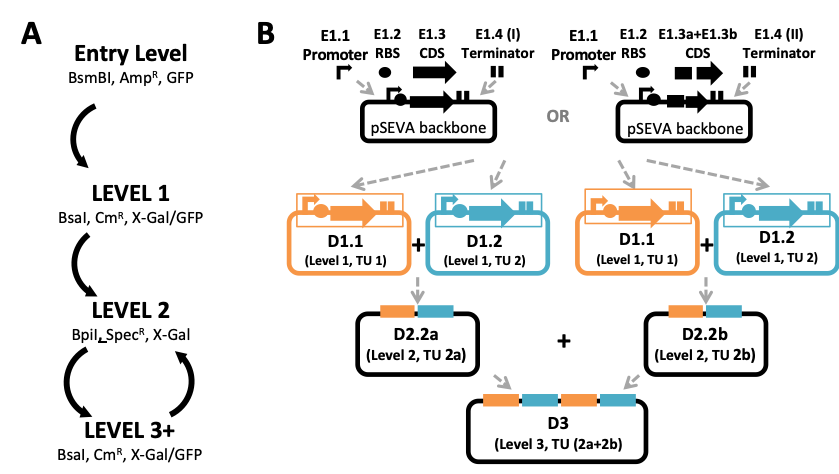 A
Entry Level
BsmBI, Amp^R, GFP
LEVEL 1
BsaI, Cm^R, X-Gal/GFP
LEVEL 2
BpiI, Spec^R, X-Gal
LEVEL 3+
BsaI, Cm^R, X-Gal/GFP
B
E1.1 E1.2 E1.3 E1.4 (I)
Promoter RBS CDS Terminator
pSEVA backbone
OR
E1.1 E1.2 E1.3a+E1.3b E1.4 (II)
Promoter RBS CDS Terminator
pSEVA backbone
D1.1
(Level 1, TU 1)
+
D1.2
(Level 1, TU 2)
D1.1
(Level 1, TU 1)
+
D1.2
(Level 1, TU 2)
D2.2a
(Level 2, TU 2a)
+
D2.2b
(Level 2, TU 2b)
D3
(Level 3, TU (2a+2b)